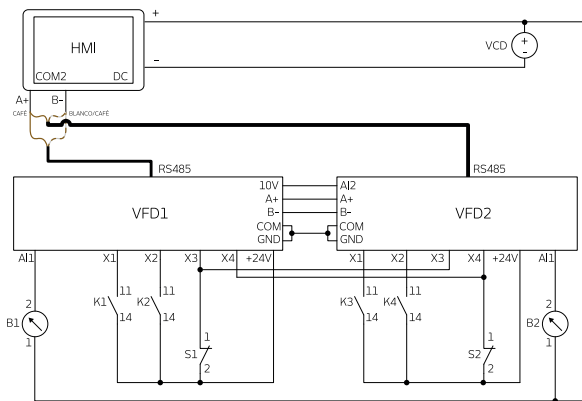 +
HMI
VCD
+
-
-
COM2 DC
A+ B-
CAFÉ BLANCO/CAFÉ
RS485 RS485
10V AI2
A+ A+
VFD1 B- B- VFD2
COM COM
GND GND
AI1 X1 X2 X3 X4 +24V X1 X2 X3 X4 +24V AI1
11 11 11 11
2 K1 K2 K3 K4 2
B1 14 14 1 14 14 1 B2
1 S1 S2 1
2 2